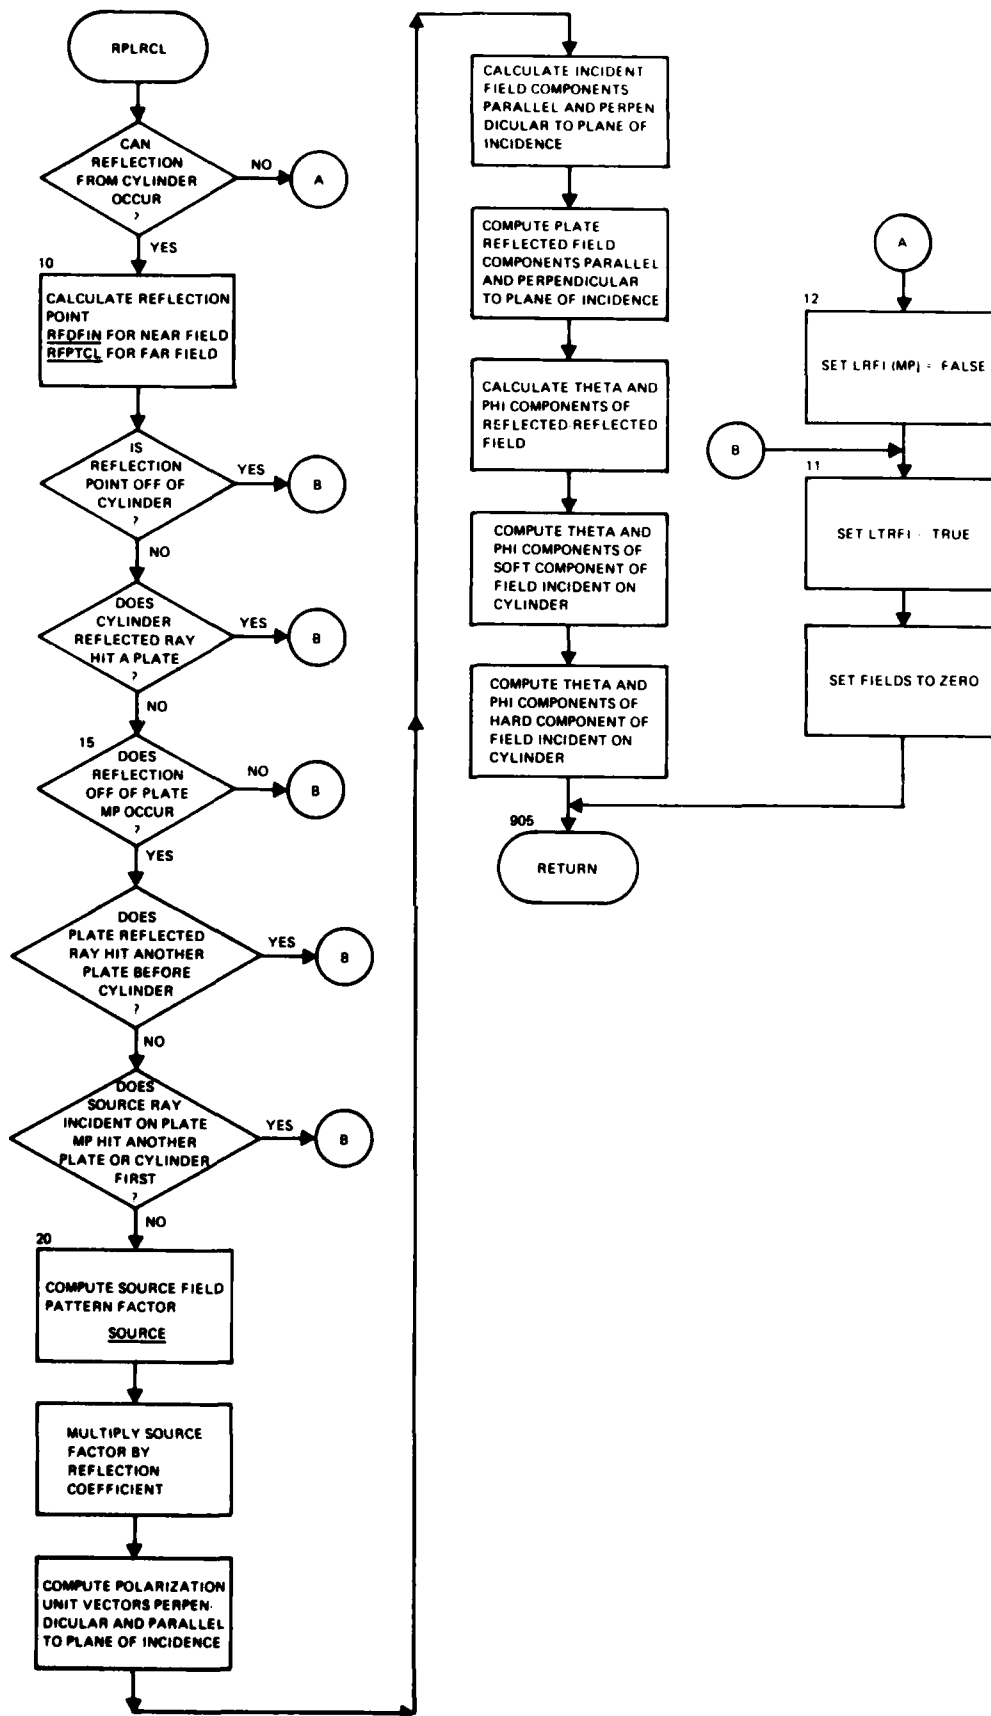 RPLRCL
CAN
REFLECTION
FROM CYLINDER
OCCUR
?
NO
A
YES
10
CALCULATE REFLECTION
POINT
RFDFIN FOR NEAR FIELD
RFPTCL FOR FAR FIELD
IS
REFLECTION
POINT OFF OF
CYLINDER
?
YES
B
NO
DOES
CYLINDER
REFLECTED RAY
HIT A PLATE
?
YES
B
NO
15
DOES
REFLECTION
OFF OF PLATE
MP OCCUR
?
NO
B
YES
DOES
PLATE REFLECTED
RAY HIT ANOTHER
PLATE BEFORE
CYLINDER
?
YES
B
NO
DOES
SOURCE RAY
INCIDENT ON PLATE
MP HIT ANOTHER
PLATE OR CYLINDER
FIRST
?
YES
B
NO
20
COMPUTE SOURCE FIELD
PATTERN FACTOR
SOURCE
MULTIPLY SOURCE
FACTOR BY
REFLECTION
COEFFICIENT
COMPUTE POLARIZATION
UNIT VECTORS PERPEN-
DICULAR AND PARALLEL
TO PLANE OF INCIDENCE
CALCULATE INCIDENT
FIELD COMPONENTS
PARALLEL AND PERPEN
DICULAR TO PLANE OF
INCIDENCE
COMPUTE PLATE
REFLECTED FIELD
COMPONENTS PARALLEL
AND PERPENDICULAR
TO PLANE OF INCIDENCE
CALCULATE THETA AND
PHI COMPONENTS OF
REFLECTED-REFLECTED
FIELD
COMPUTE THETA AND
PHI COMPONENTS OF
SOFT COMPONENT OF
FIELD INCIDENT ON
CYLINDER
COMPUTE THETA AND
PHI COMPONENTS OF
HARD COMPONENT OF
FIELD INCIDENT ON
CYLINDER
905
RETURN
A
12
SET LRFI (MP) = FALSE
B
11
SET LTRFI - TRUE
SET FIELDS TO ZERO